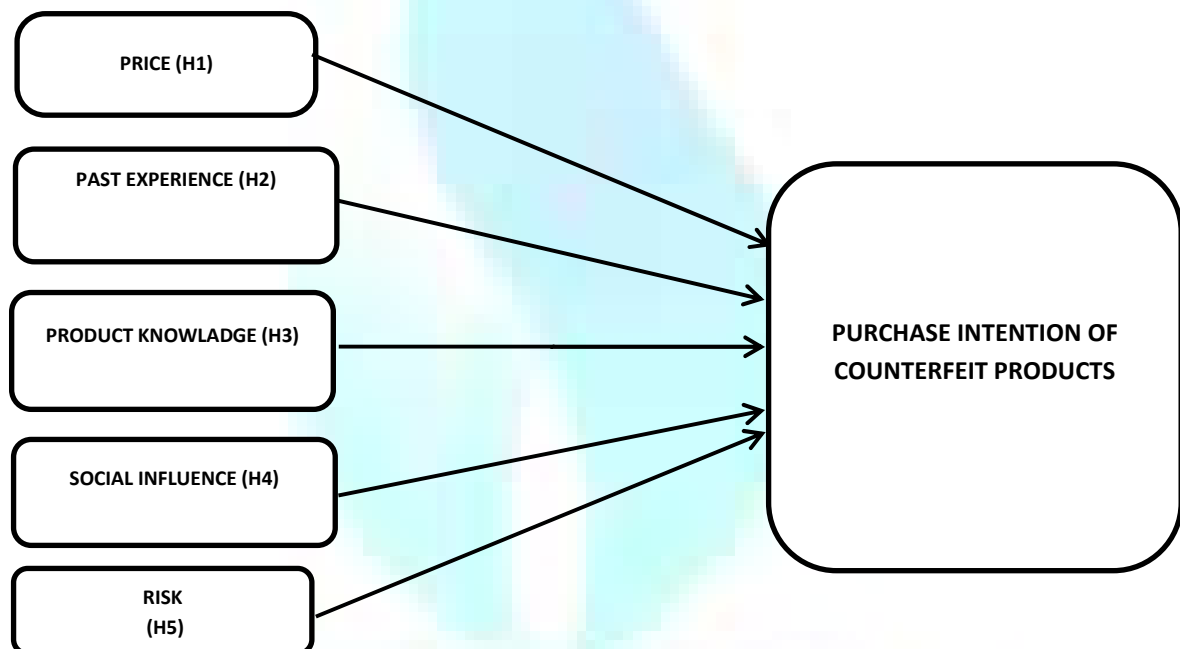 PRICE (H1)
PAST EXPERIENCE (H2)
PRODUCT KNOWLADGE (H3)
SOCIAL INFLUENCE (H4)
RISK
(H5)
PURCHASE INTENTION OF
COUNTERFEIT PRODUCTS